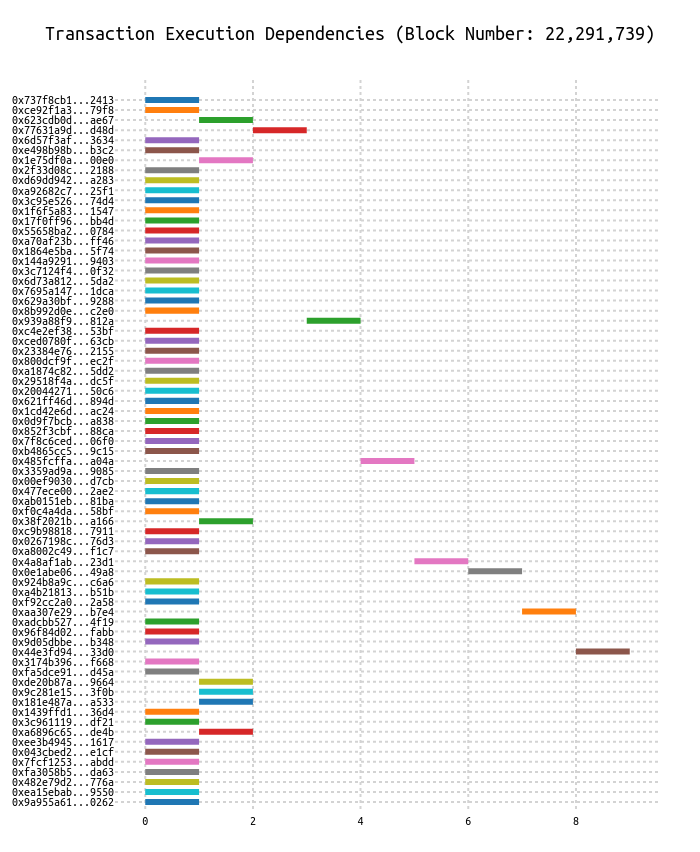 Transaction Execution Dependencies (Block Number: 22,291,739)
0x737f8cb1...2413
0xce92f1a3...79f8
0x623cdb0d...ae67
0x77631a9d...d48d
0x6d57f3af...3634
0xe498b98b...b3c2
0x1e75df0a...00e0
0x2f33d08c...2188
0xd69dd942...a283
0xa92682c7...25f1
0x3c95e526...74d4
0x1f6f5a83...1547
0x17f0ff96...bb4d
0x55658ba2...0784
0xa70af23b...ff46
0x1864e5ba...5f74
0x144a9291...9403
0x3c7124f4...0f32
0x6d73a812...5da2
0x7695a147...1dca
0x629a30bf...9288
0x8b992d0e...c2e0
0x939a88f9...812a
0xc4e2ef38...53bf
0xced0780f...63cb
0x23384e76...2155
0x800dcf9f...ec2f
0xa1874c82...5dd2
0x29518f4a...dc5f
0x20044271...50c6
0x621ff46d...894d
0x1cd42e6d...ac24
0x0d9f7bcb...a838
0x852f3cbf...88ca
0x7f8c6ced...06f0
0xb4865cc5...9c15
0x485fcffa...a04a
0x3359ad9a...9085
0x00ef9030...d7cb
0x477ece00...2ae2
0xab0151eb...81ba
0xf0c4a4da...58bf
0x38f2021b...a166
0xc9b98818...7911
0x0267198c...76d3
0xa8002c49...f1c7
0x4a8af1ab...23d1
0x0e1abe06...49a8
0x924b8a9c...c6a6
0xa4b21813...b51b
0xf92cc2a0...2a58
0xaa307e29...b7e4
0xadcbb527...4f19
0x96f84d02...fabb
0x9d05dbbe...b348
0x44e3fd94...33d0
0x3174b396...f668
0xfa5dce91...d45a
0xde20b87a...9664
0x9c281e15...3f0b
0x181e487a...a533
0x1439ffd1...36d4
0x3c961119...df21
0xa6896c65...de4b
0xee3b4945...1617
0x043cbed2...e1cf
0x7fcf1253...abdd
0xfa3058b5...da63
0x482e79d2...776a
0xea15ebab...9550
0x9a955a61...0262
0 2 4 6 8